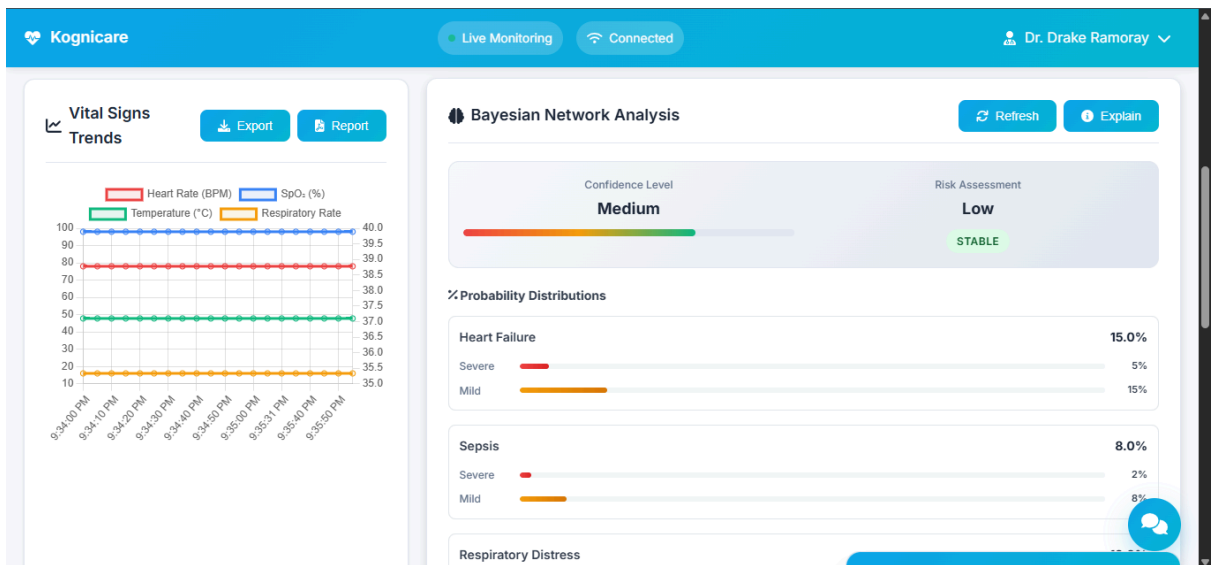 Kognicare
Live Monitoring
Connected
Dr. Drake Ramoray
Vital Signs
Trends
Export
Report
Heart Rate (BPM)
SpO₂ (%)
Temperature (°C)
Respiratory Rate
100
90
80
70
60
50
40
30
20
10
40.0
39.5
39.0
38.5
38.0
37.5
37.0
36.5
36.0
35.5
35.0
9:34:00 PM
9:34:10 PM
9:34:20 PM
9:34:30 PM
9:34:40 PM
9:34:50 PM
9:35:00 PM
9:35:31 PM
9:35:40 PM
9:35:50 PM
Bayesian Network Analysis
Refresh
Explain
Confidence Level
Medium
Risk Assessment
Low
STABLE
Probability Distributions
Heart Failure 15.0%
Severe 5%
Mild 15%
Sepsis 8.0%
Severe 2%
Mild 8%
Respiratory Distress